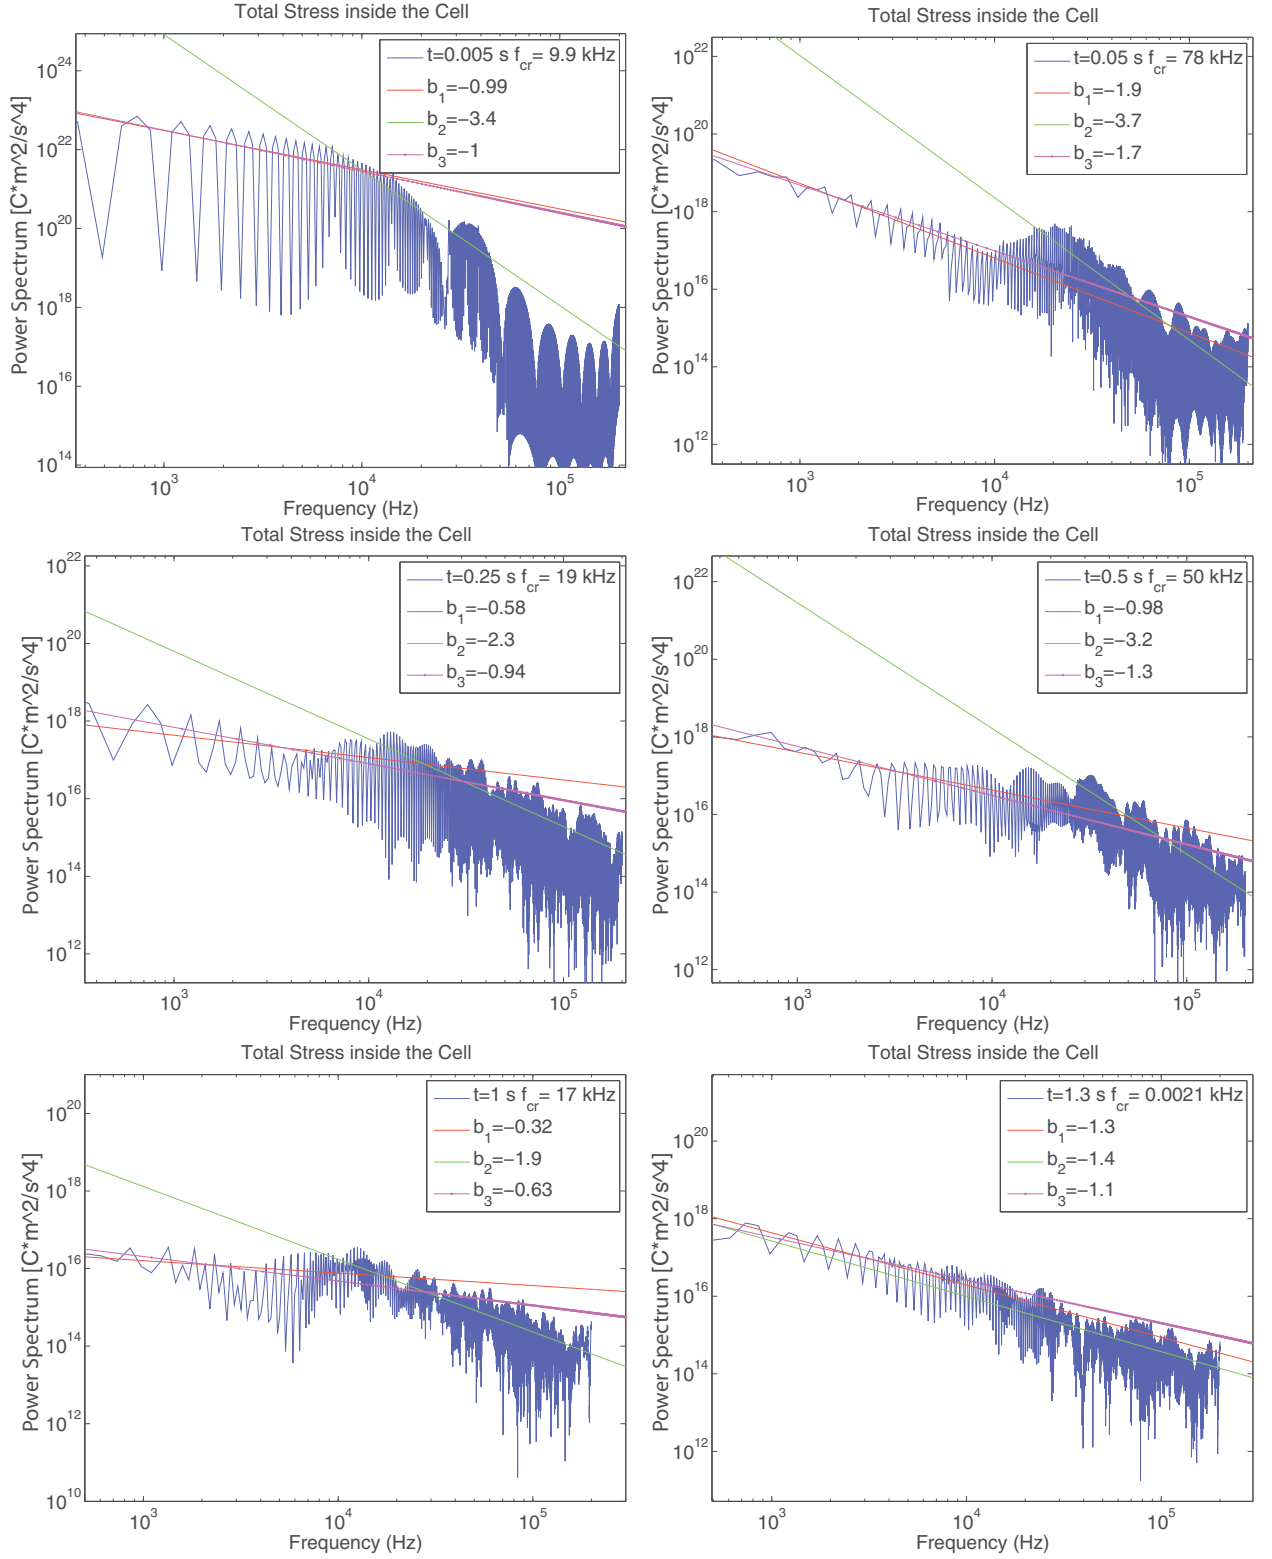 Total Stress inside the Cell
Power Spectrum [C*m^2/s^4]
10^24
10^22
10^20
10^18
10^16
10^14
t=0.005 s f_cr= 9.9 kHz
b_1=−0.99
b_2=−3.4
b_3=−1
10^3
10^4
10^5
Frequency (Hz)
Total Stress inside the Cell
Power Spectrum [C*m^2/s^4]
10^22
10^20
10^18
10^16
10^14
10^12
t=0.05 s f_cr= 78 kHz
b_1=−1.9
b_2=−3.7
b_3=−1.7
10^3
10^4
10^5
Frequency (Hz)
Total Stress inside the Cell
Power Spectrum [C*m^2/s^4]
10^22
10^20
10^18
10^16
10^14
10^12
t=0.25 s f_cr= 19 kHz
b_1=−0.58
b_2=−2.3
b_3=−0.94
10^3
10^4
10^5
Frequency (Hz)
Total Stress inside the Cell
Power Spectrum [C*m^2/s^4]
10^22
10^20
10^18
10^16
10^14
10^12
t=0.5 s f_cr= 50 kHz
b_1=−0.98
b_2=−3.2
b_3=−1.3
10^3
10^4
10^5
Frequency (Hz)
Total Stress inside the Cell
Power Spectrum [C*m^2/s^4]
10^20
10^18
10^16
10^14
10^12
10^10
t=1 s f_cr= 17 kHz
b_1=−0.32
b_2=−1.9
b_3=−0.63
10^3
10^4
10^5
Frequency (Hz)
Total Stress inside the Cell
Power Spectrum [C*m^2/s^4]
10^20
10^18
10^16
10^14
10^12
t=1.3 s f_cr= 0.0021 kHz
b_1=−1.3
b_2=−1.4
b_3=−1.1
10^3
10^4
10^5
Frequency (Hz)